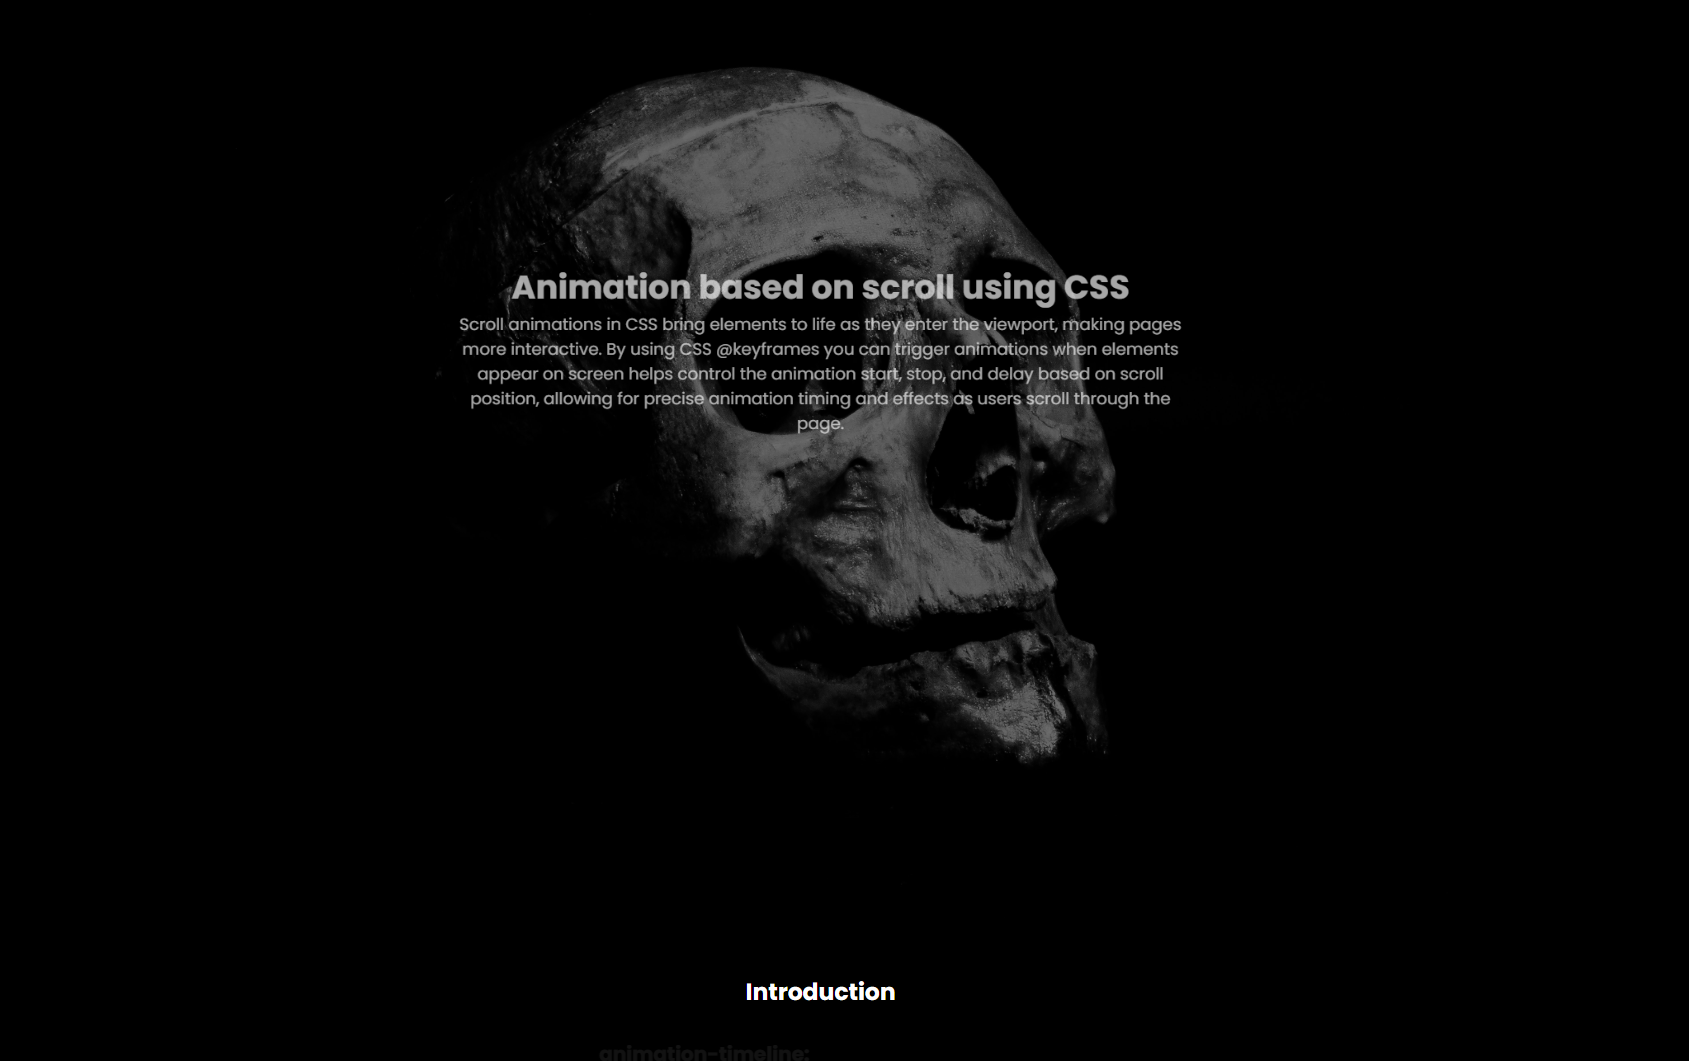 Animation based on scroll using CSS
Scroll animations in CSS bring elements to life as they enter the viewport, making pages
more interactive. By using CSS @keyframes you can trigger animations when elements
appear on screen helps control the animation start, stop, and delay based on scroll
position, allowing for precise animation timing and effects as users scroll through the
page.
Introduction
animation-timeline: